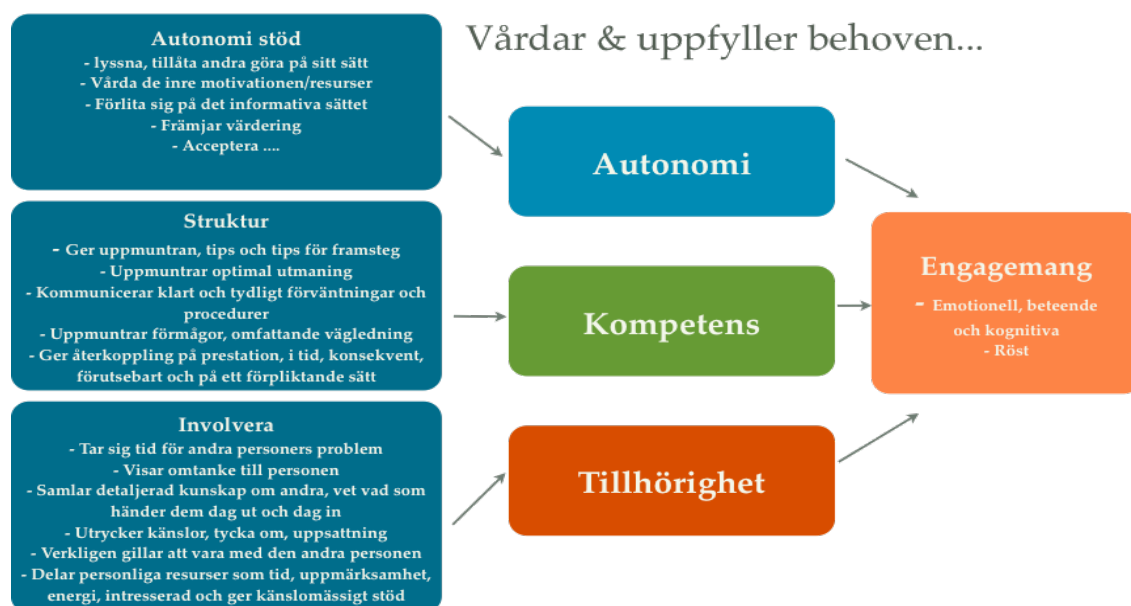 Vårdar & uppfyller behoven...
Autonomi stöd
- lyssna, tillåta andra göra på sitt sätt
- Vårda de inre motivationen/resurser
- Förlita sig på det informativa sättet
- Främjar värdering
- Acceptera ....
Struktur
- Ger uppmuntran, tips och tips för framsteg
- Uppmuntrar optimal utmaning
- Kommunicerar klart och tydligt förväntningar och
procedurer
- Uppmuntrar förmågor, omfattande vägledning
- Ger återkoppling på prestation, i tid, konsekvent,
förutsebart och på ett förpliktande sätt
Involvera
- Tar sig tid för andra personers problem
- Visar omtanke till personen
- Samlar detaljerad kunskap om andra, vet vad som
händer dem dag ut och dag in
- Utrycker känslor, tycka om, uppsattning
- Verkligen gillar att vara med den andra personen
- Delar personliga resurser som tid, uppmärksamhet,
energi, intresserad och ger känslomässigt stöd
Autonomi
Kompetens
Tillhörighet
Engagemang
- Emotionell, beteende
och kognitiva
- Röst